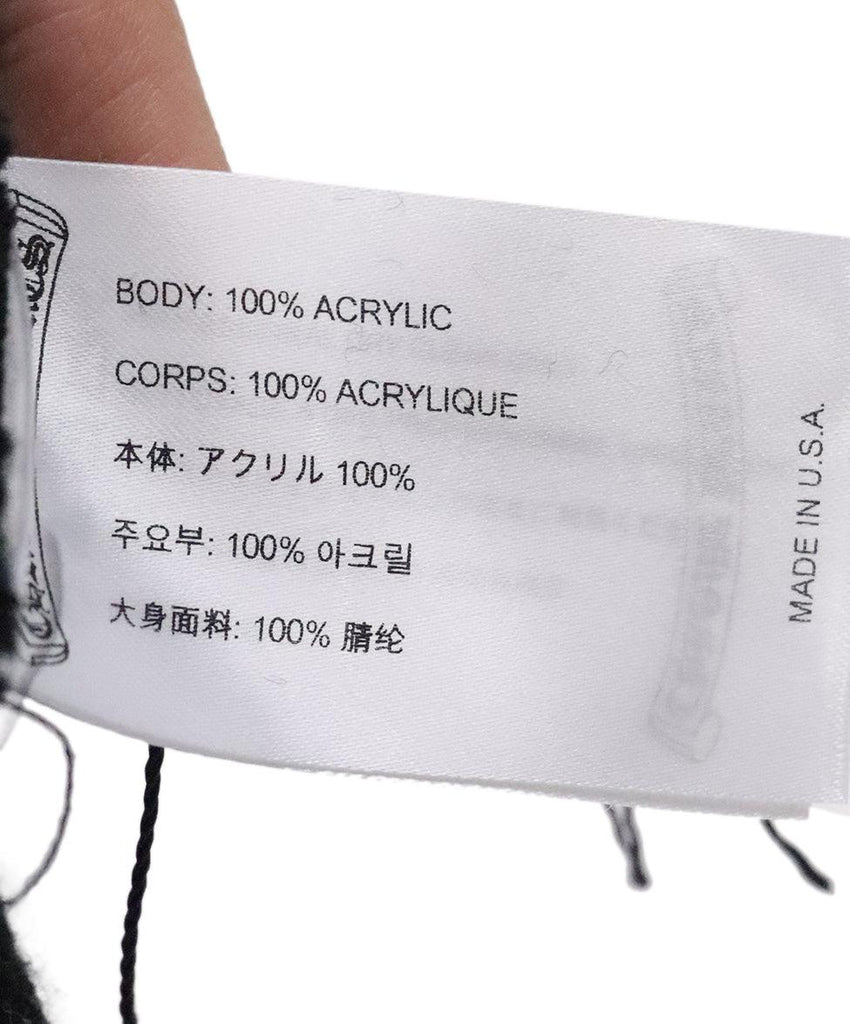 BODY: 100% ACRYLIC
CORPS: 100% ACRYLIQUE
本体: アクリル 100%
주요부: 100% 아크릴
大身面料: 100% 腈纶
MADE IN U.S.A.